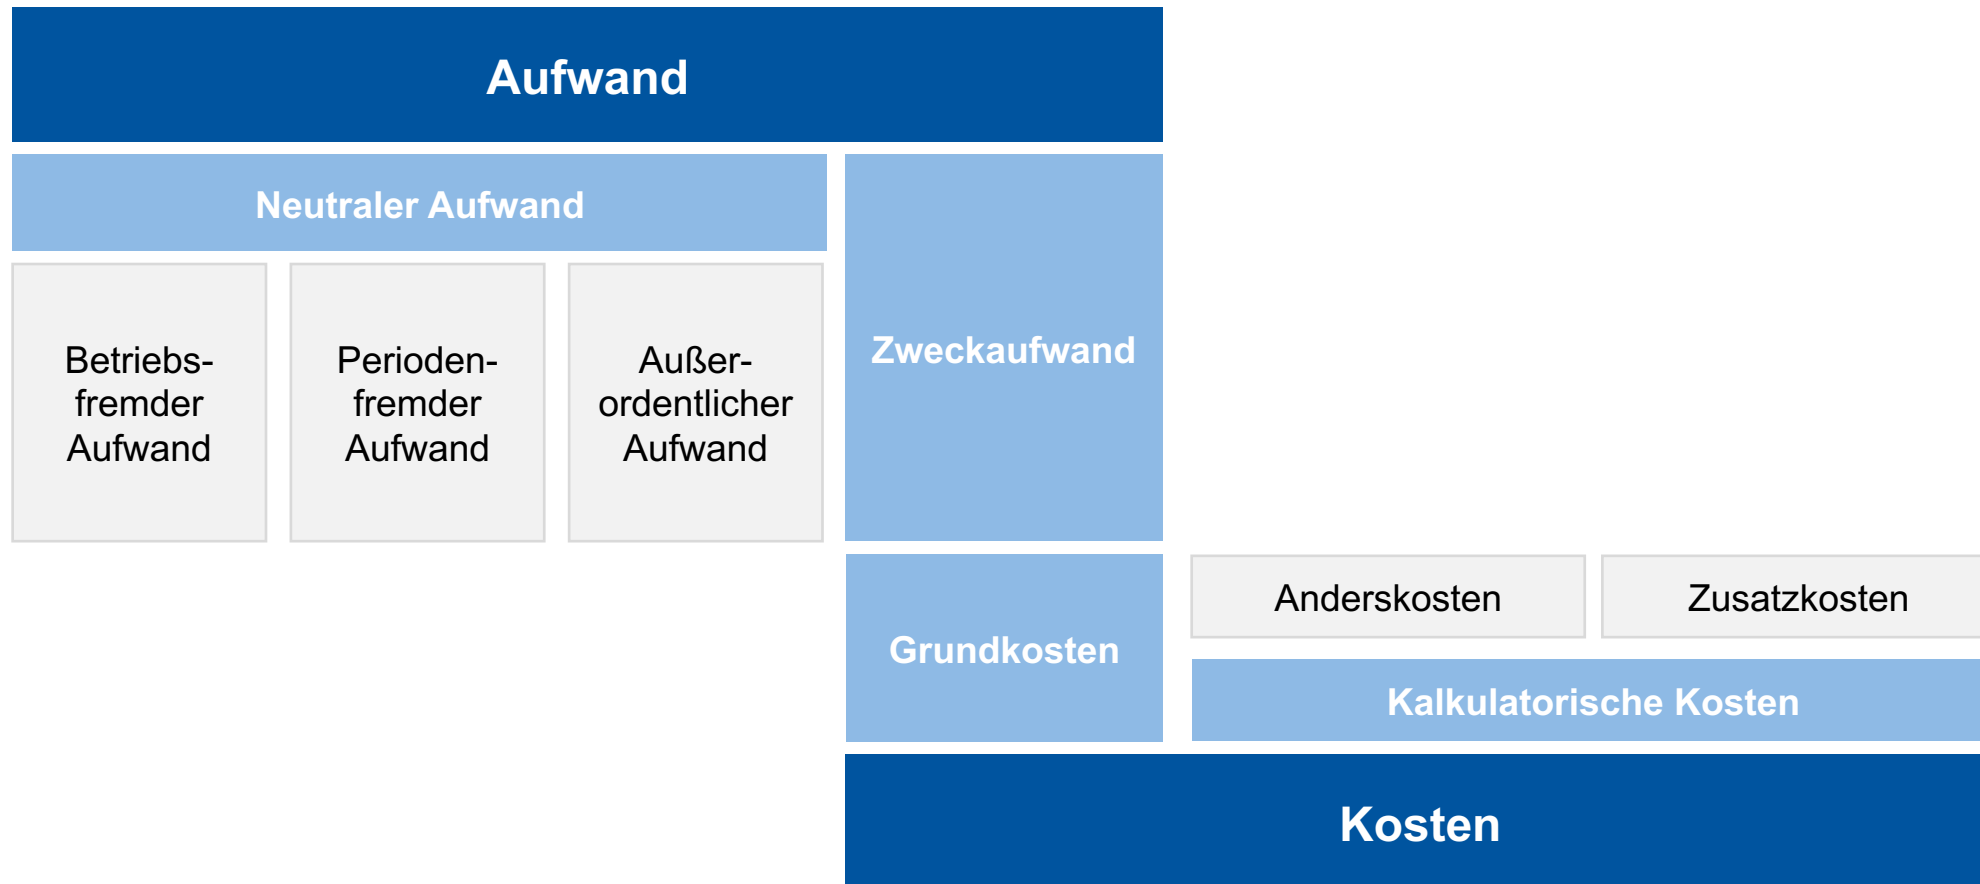 Aufwand
Neutraler Aufwand
Betriebs-
fremder
Aufwand
Perioden-
fremder
Aufwand
Außer-
ordentlicher
Aufwand
Zweckaufwand
Grundkosten
Anderskosten
Zusatzkosten
Kalkulatorische Kosten
Kosten